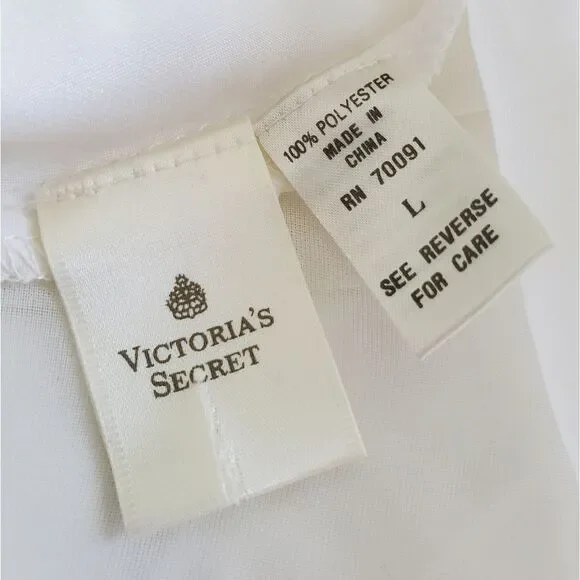 VICTORIA'S
SECRET
100% POLYESTER
MADE IN
CHINA
RN 70091
L
SEE REVERSE
FOR CARE